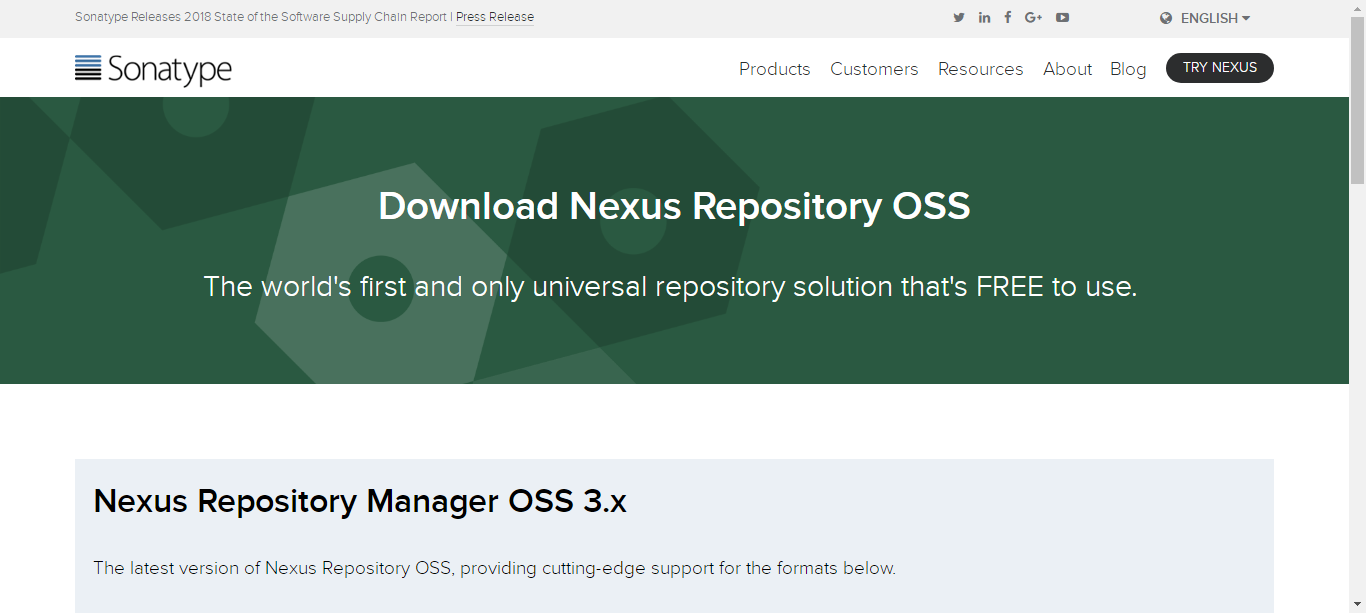 Sonatype Releases 2018 State of the Software Supply Chain Report | Press Release
ENGLISH
Sonatype
Products Customers Resources About Blog TRY NEXUS
Download Nexus Repository OSS
The world's first and only universal repository solution that's FREE to use.
Nexus Repository Manager OSS 3.x
The latest version of Nexus Repository OSS, providing cutting-edge support for the formats below.